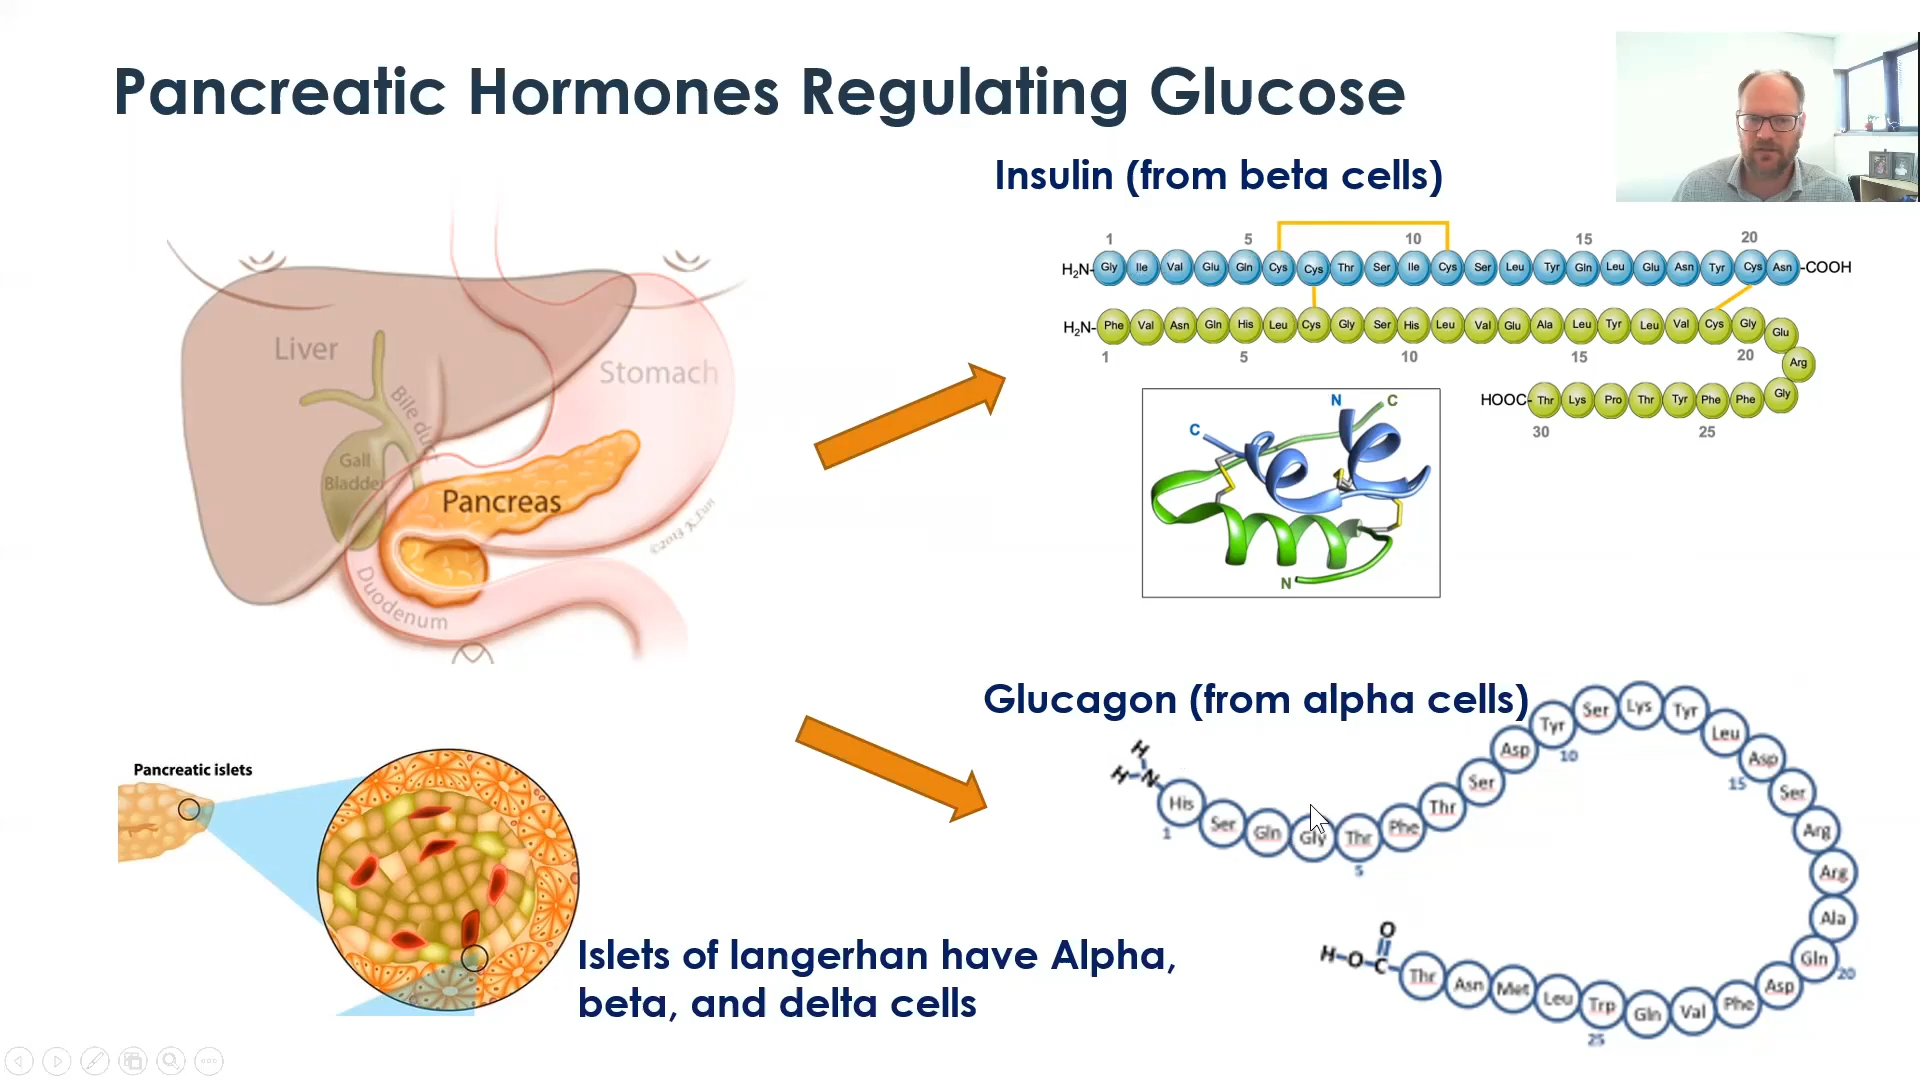 Pancreatic Hormones Regulating Glucose
Insulin (from beta cells)
1 5 10 15 20
H₂N- Gly Ile Val Glu Gln Cys Cys Thr Ser Ile Cys Ser Leu Tyr Gln Leu Glu Asn Tyr Cys Asn -COOH
H₂N- Phe Val Asn Gln His Leu Cys Gly Ser His Leu Val Glu Ala Leu Tyr Leu Val Cys Gly Glu
Arg
1 5 10 15 20
HOOC- Thr Lys Pro Thr Tyr Phe Phe Gly
30 25
N C
C
N
Liver
Stomach
Bile duct
Gall
Bladder
Pancreas
©2013 K.Lun
Duodenum
Glucagon (from alpha cells)
H
H-N
His Ser Gln Gly Thr Phe Thr Ser Asp Tyr Ser Lys Tyr Leu Asp Ser Arg Arg Ala Gln Asp Phe Val Gln Trp Leu Met Asn Thr
1 5 10 15 20 25
O
H-O-C
Pancreatic islets
Islets of langerhan have Alpha,
beta, and delta cells